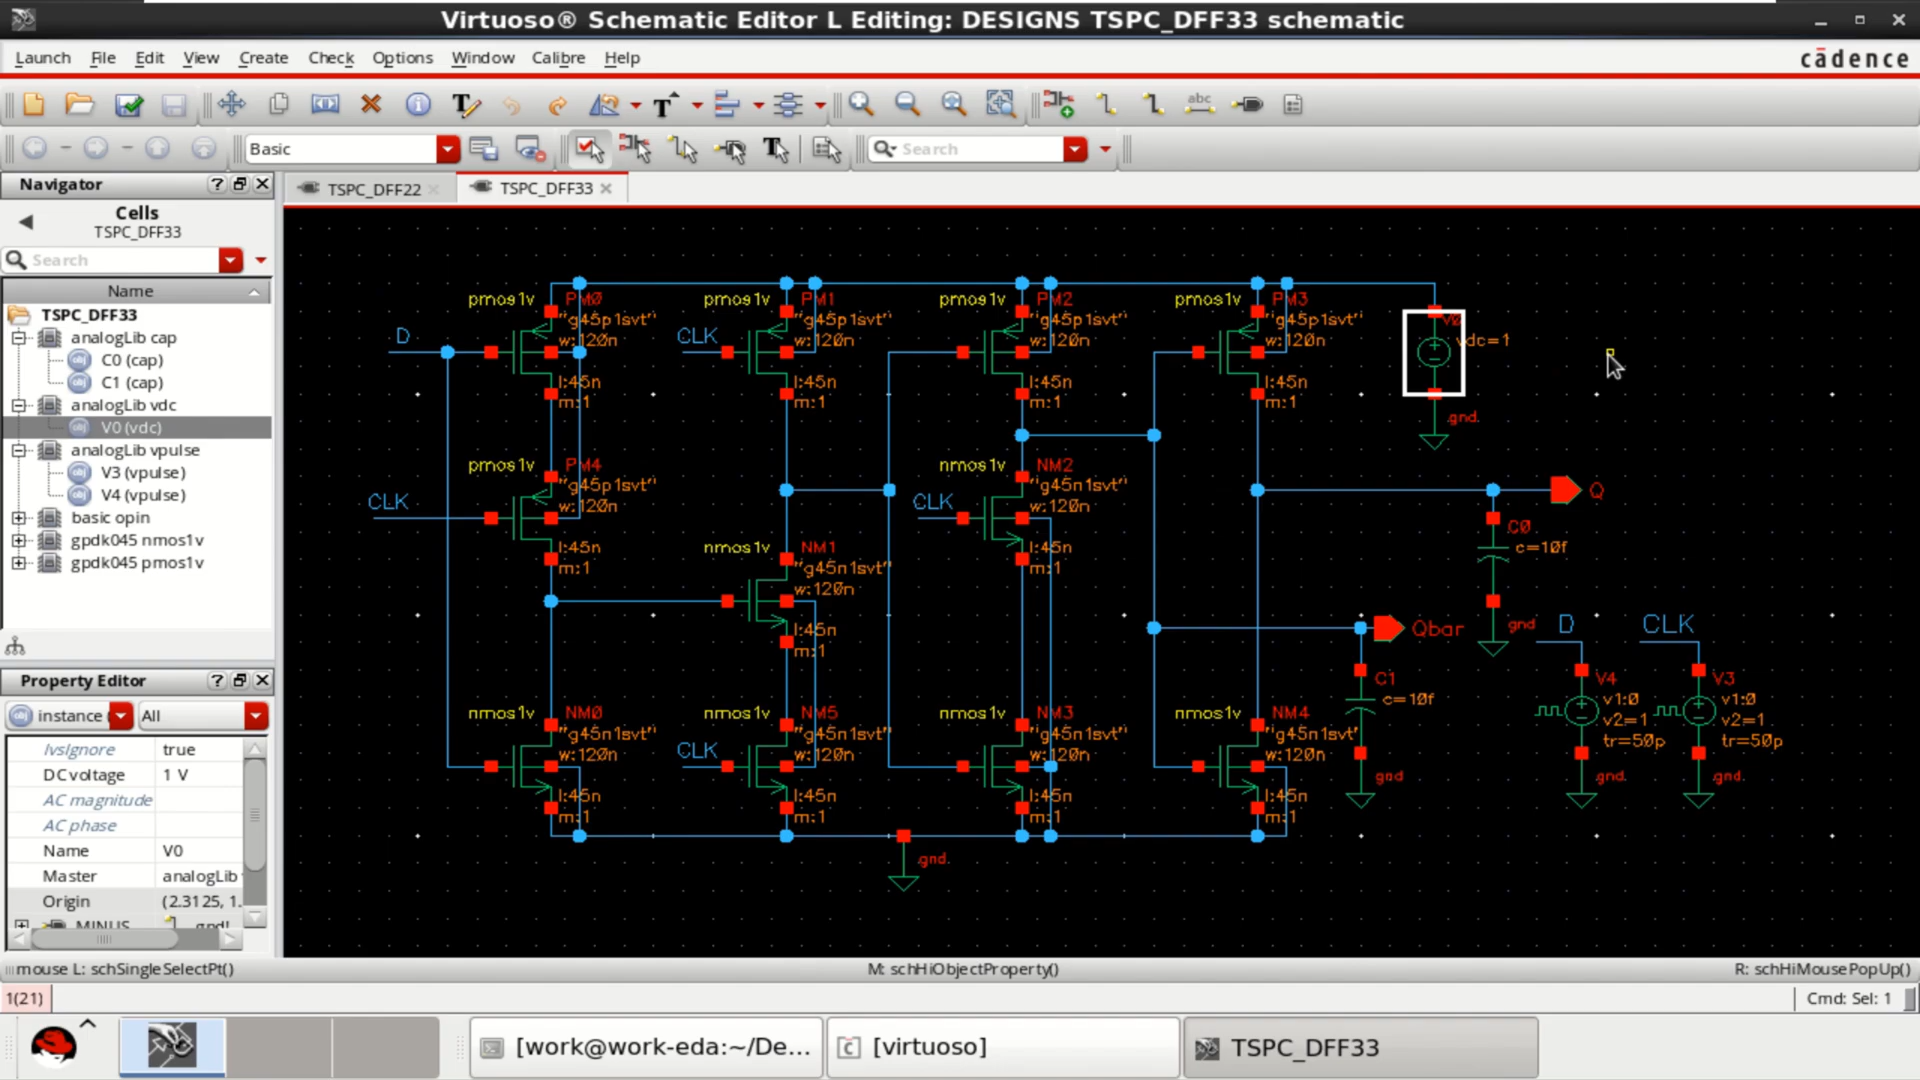 Virtuoso® Schematic Editor L Editing: DESIGNS TSPC_DFF33 schematic
Launch File Edit View Create Check Options Window Calibre Help
cādence
Basic
Search
Navigator
TSPC_DFF22 TSPC_DFF33
Cells
TSPC_DFF33
Search
Name
TSPC_DFF33
analogLib cap
C0 (cap)
C1 (cap)
analogLib vdc
V0 (vdc)
analogLib vpulse
V3 (vpulse)
V4 (vpulse)
basic opin
gpdk045 nmos1v
gpdk045 pmos1v
Property Editor
instance All
lvsIgnore true
DC voltage 1 V
AC magnitude
AC phase
Name V0
Master analogLib
Origin (2.3125, 1.
MINUS gnd!
D
pmos1v PM0
"g45p1svt"
w:120n
l:45n
m:1
CLK
pmos1v PM1
"g45p1svt"
w:120n
l:45n
m:1
pmos1v PM2
"g45p1svt"
w:120n
l:45n
m:1
pmos1v PM3
"g45p1svt"
w:120n
l:45n
m:1
V0
vdc=1
gnd
CLK
pmos1v PM4
"g45p1svt"
w:120n
l:45n
m:1
CLK
nmos1v NM2
"g45n1svt"
w:120n
l:45n
m:1
nmos1v NM1
"g45n1svt"
w:120n
l:45n
m:1
Q
C0
c=10f
gnd
Qbar
C1
c=10f
gnd
D
V4
v1:0
v2=1
tr=50p
gnd
CLK
V3
v1:0
v2=1
tr=50p
gnd
nmos1v NM0
"g45n1svt"
w:120n
l:45n
m:1
CLK
nmos1v NM5
"g45n1svt"
w:120n
l:45n
m:1
nmos1v NM3
"g45n1svt"
w:120n
l:45n
m:1
nmos1v NM4
"g45n1svt"
w:120n
l:45n
m:1
gnd
mouse L: schSingleSelectPt() M: schHiObjectProperty() R: schHiMousePopUp()
1(21) Cmd: Sel: 1
[work@work-eda:~/De... [virtuoso] TSPC_DFF33